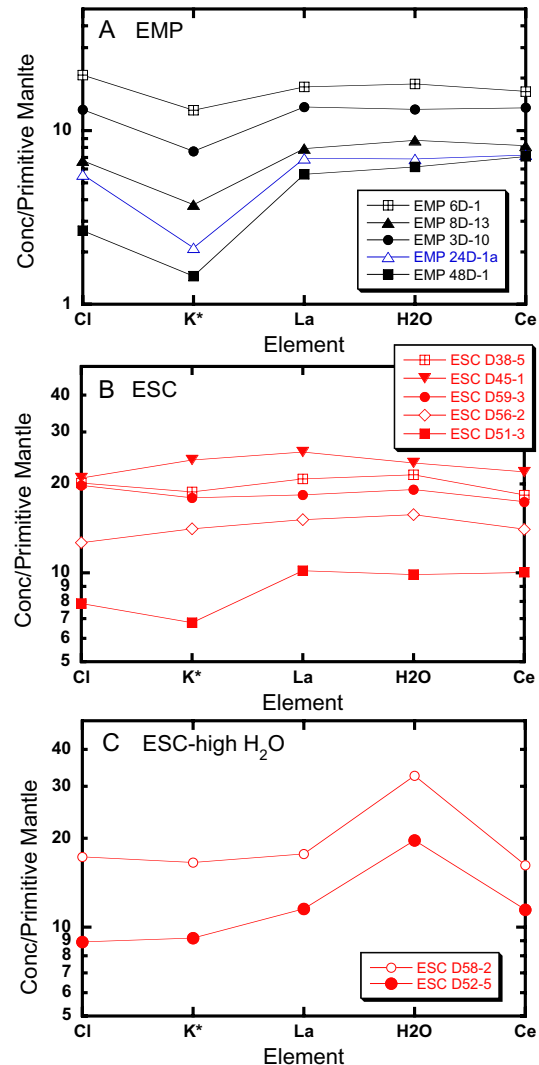 A EMP
Conc/Primitive Manlte
10
1
EMP 6D-1
EMP 8D-13
EMP 3D-10
EMP 24D-1a
EMP 48D-1
Cl K* La H2O Ce
Element
B ESC
ESC D38-5
ESC D45-1
ESC D59-3
ESC D56-2
ESC D51-3
Conc/Primitive Mantle
40
30
20
10
9
8
7
6
5
Cl K* La H2O Ce
Element
C ESC-high H₂O
Conc/Primitive Mantle
40
30
20
10
9
8
7
6
5
ESC D58-2
ESC D52-5
Cl K* La H2O Ce
Element